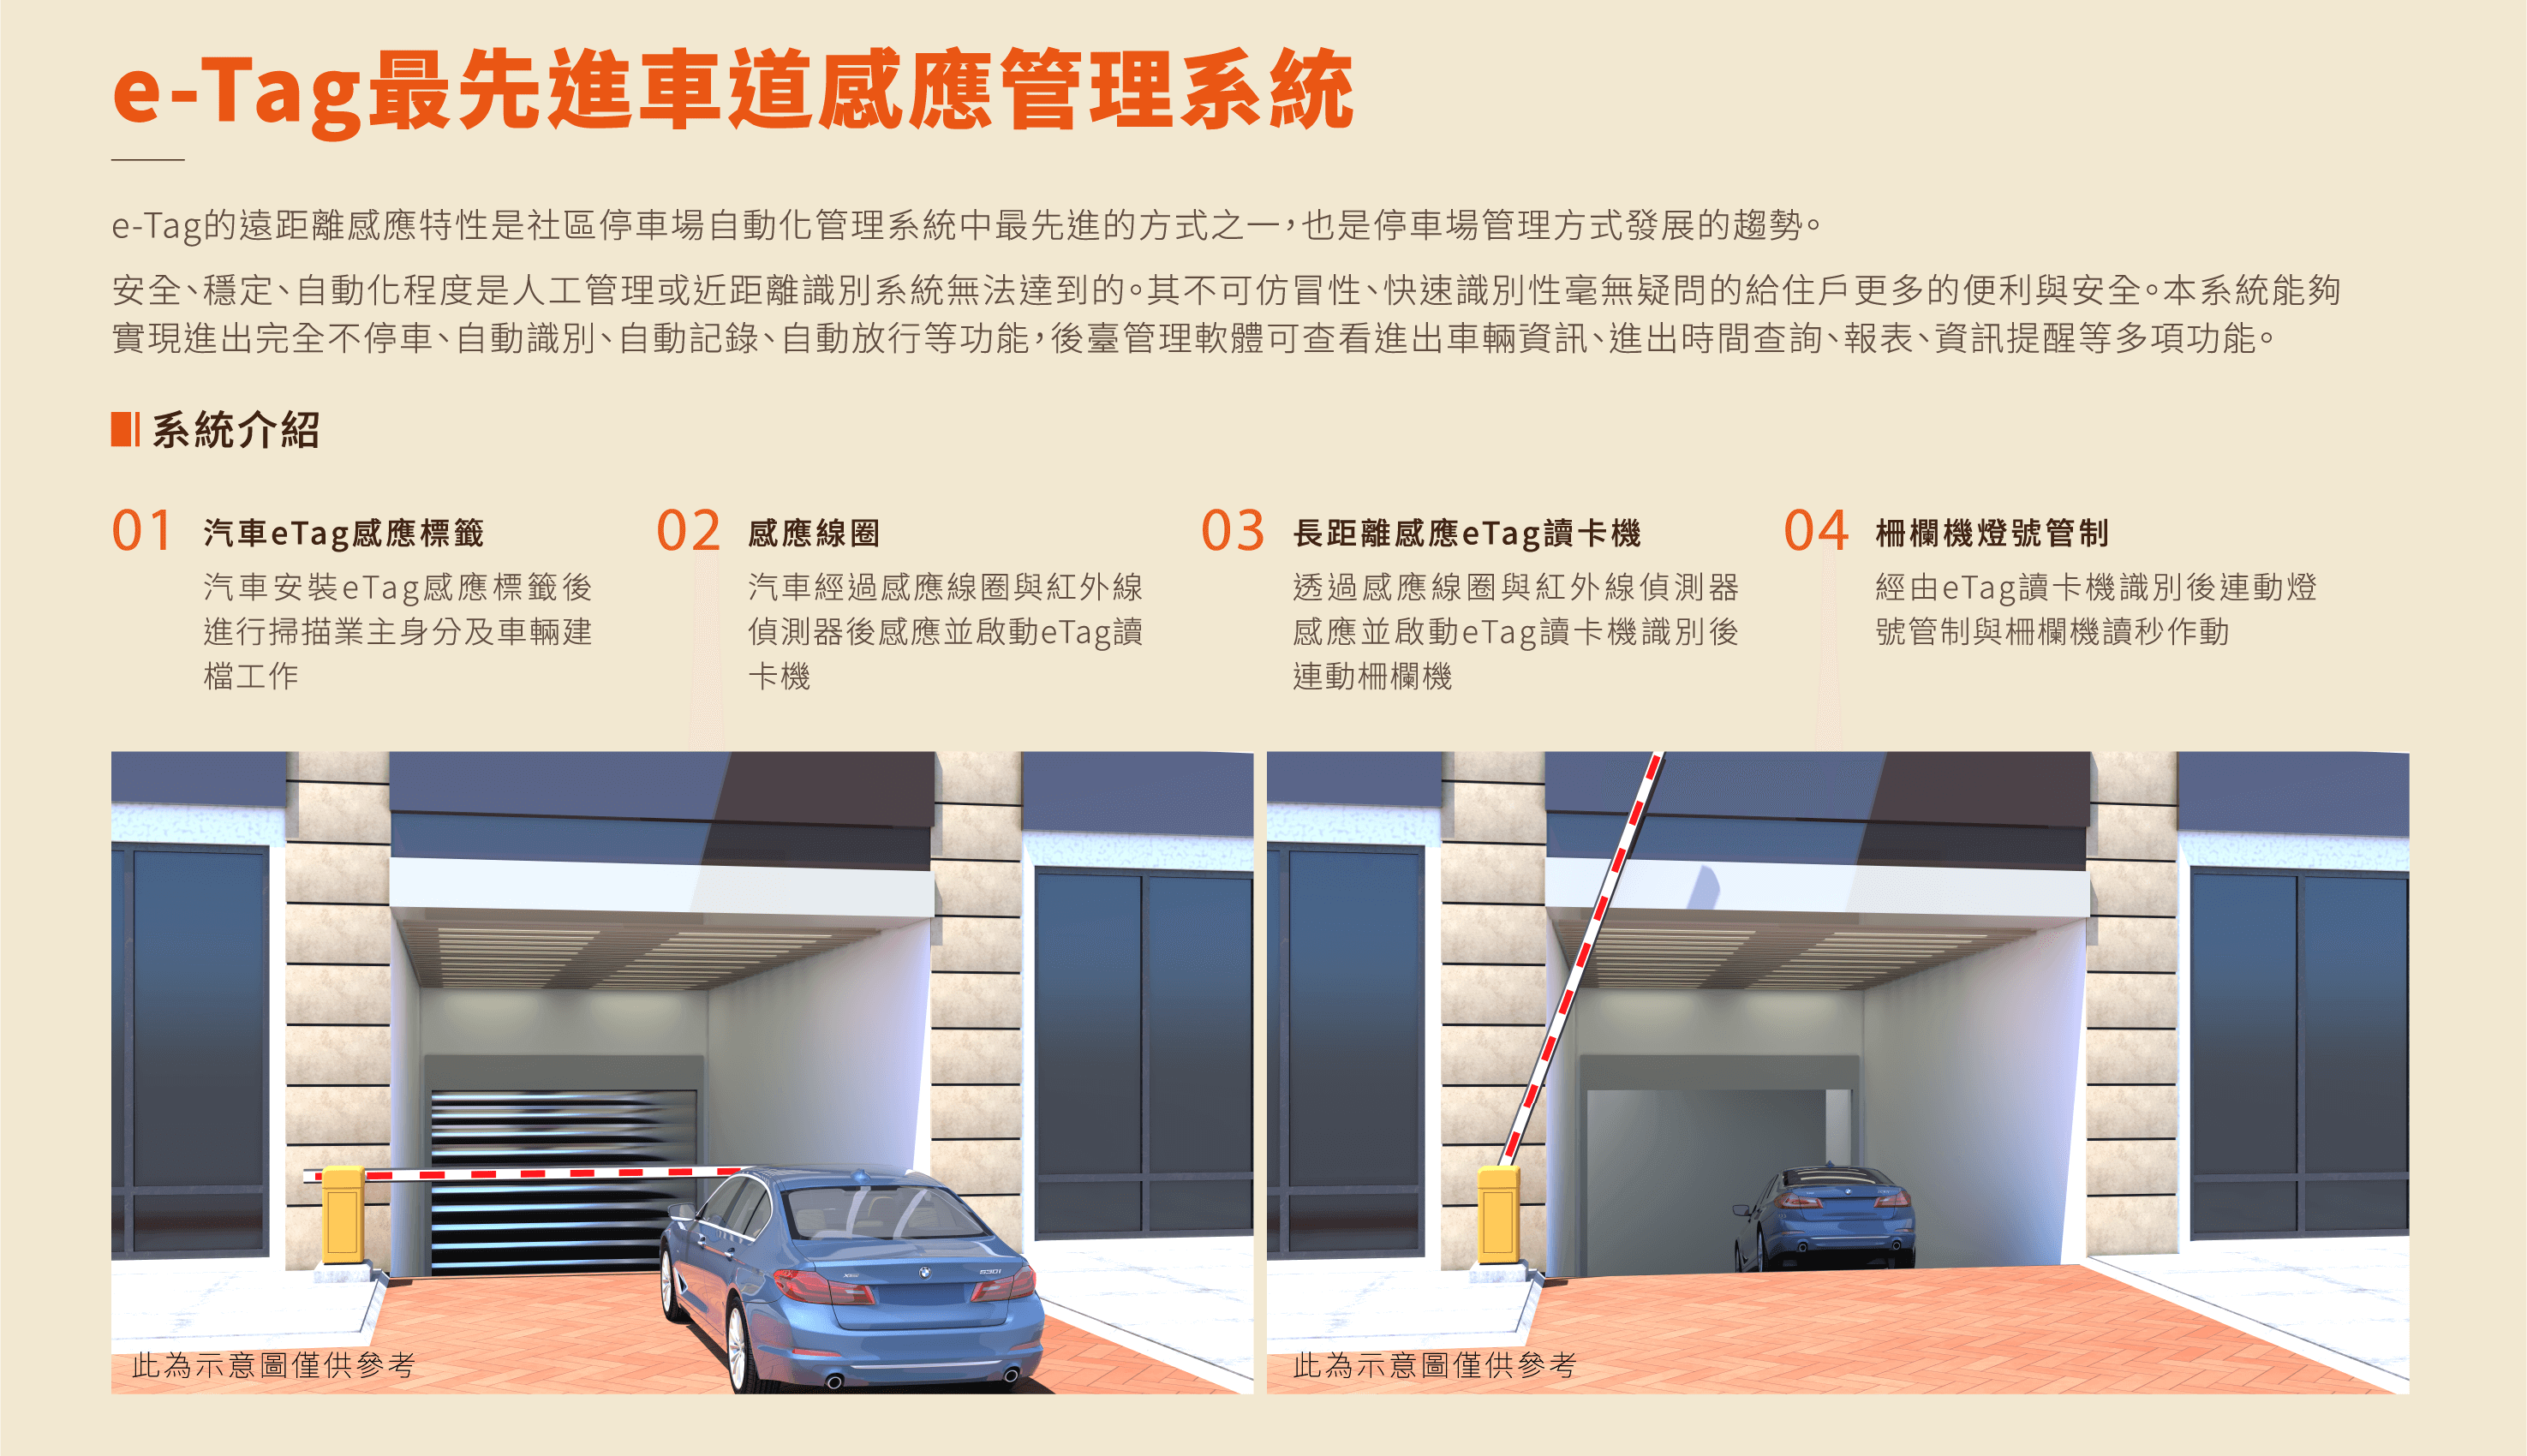 e-Tag最先進車道感應管理系統
e-Tag的遠距離感應特性是社區停車場自動化管理系統中最先進的方式之一，也是停車場管理方式發展的趨勢。
安全、穩定、自動化程度是人工管理或近距離識別系統無法達到的。其不可仿冒性、快速識別性毫無疑問的給住戶更多的便利與安全。本系統能夠
實現進出完全不停車、自動識別、自動記錄、自動放行等功能，後臺管理軟體可查看進出車輛資訊、進出時間查詢、報表、資訊提醒等多項功能。
系統介紹
01 汽車eTag感應標籤
汽車安裝eTag感應標籤後
進行掃描業主身分及車輛建
檔工作
02 感應線圈
汽車經過感應線圈與紅外線
偵測器後感應並啟動eTag讀
卡機
03 長距離感應eTag讀卡機
透過感應線圈與紅外線偵測器
感應並啟動eTag讀卡機識別後
連動柵欄機
04 柵欄機燈號管制
經由eTag讀卡機識別後連動燈
號管制與柵欄機讀秒作動
530i
此為示意圖僅供參考
此為示意圖僅供參考